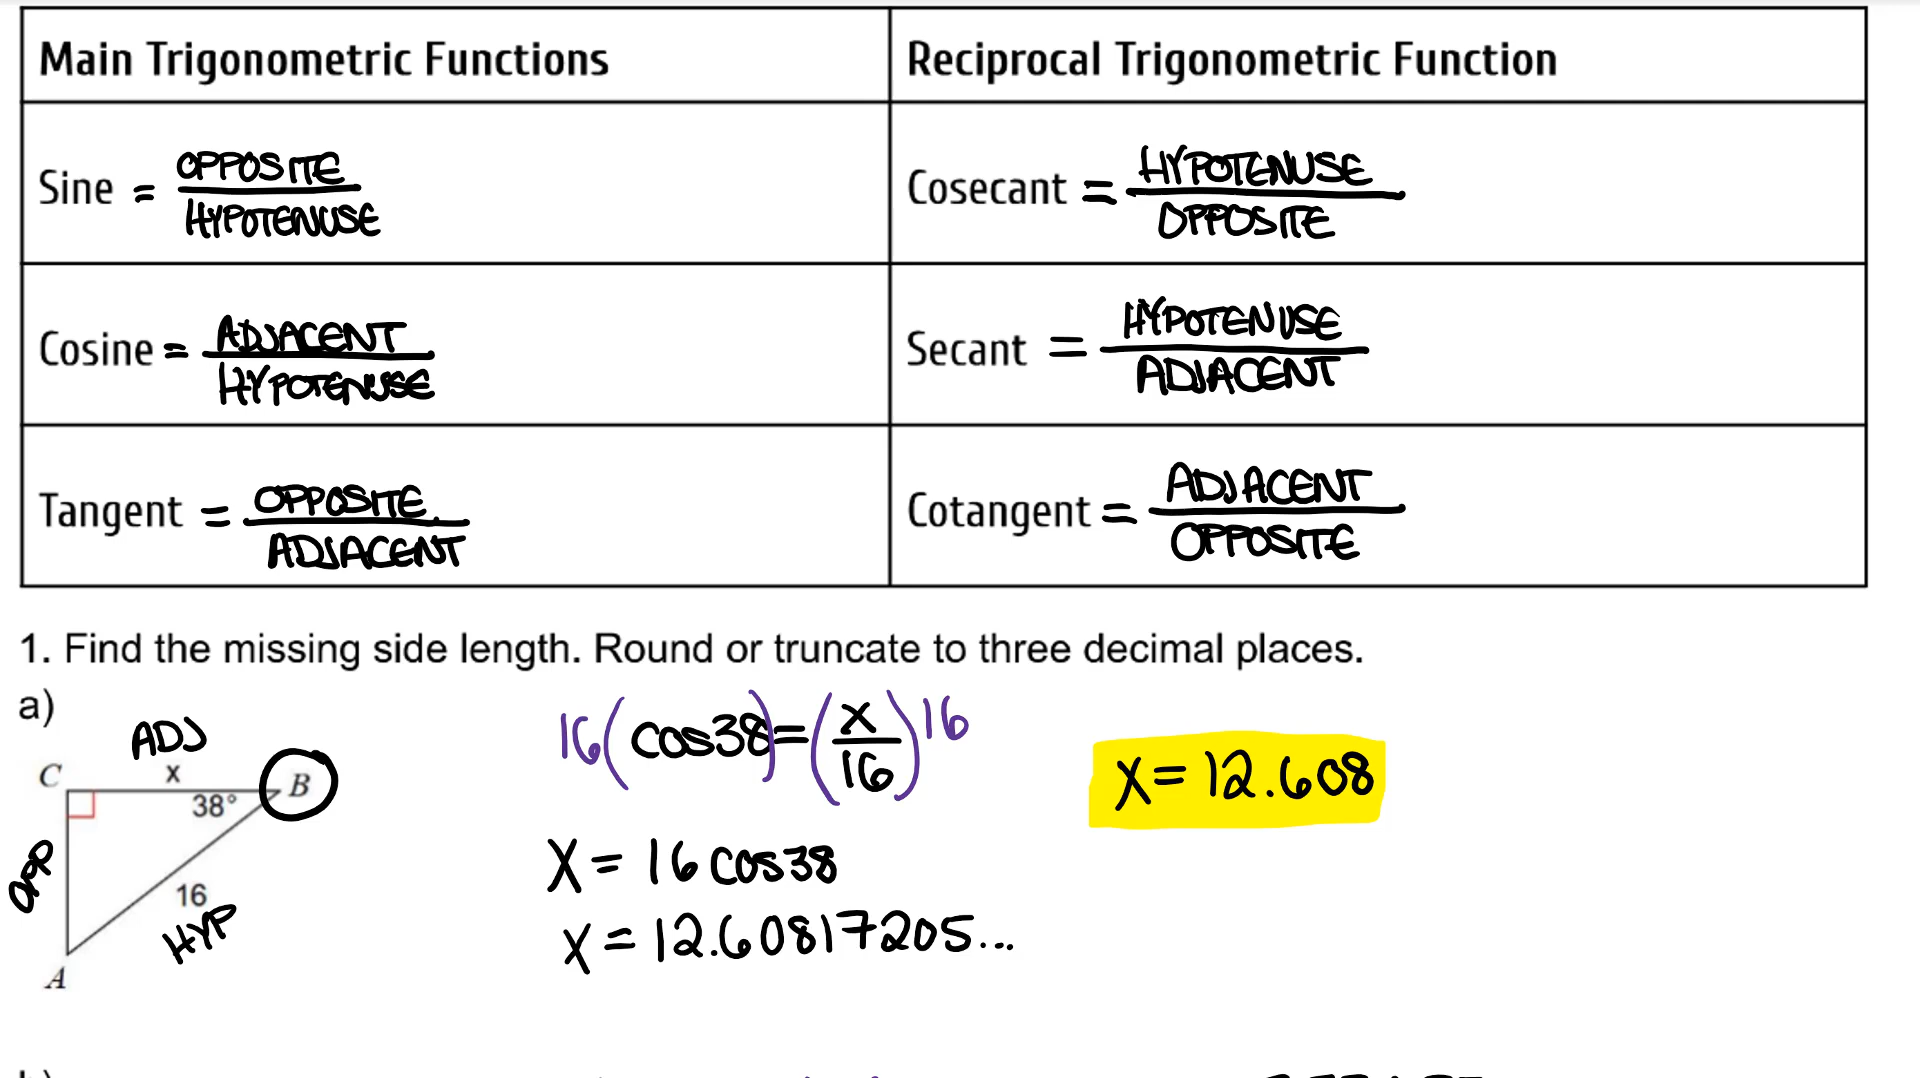 Main Trigonometric Functions
Reciprocal Trigonometric Function
Sine = OPPOSITE
HYPOTENUSE
Cosecant = HYPOTENUSE
OPPOSITE
Cosine = ADJACENT
HYPOTENUSE
Secant = HYPOTENUSE
ADJACENT
Tangent = OPPOSITE
ADJACENT
Cotangent = ADJACENT
OPPOSITE
1. Find the missing side length. Round or truncate to three decimal places.
a)
ADJ
C x B
38°
OPP
16
HYP
A
16(cos38)=(x/16)16
X = 16 cos38
X = 12.60817205...
X = 12.608